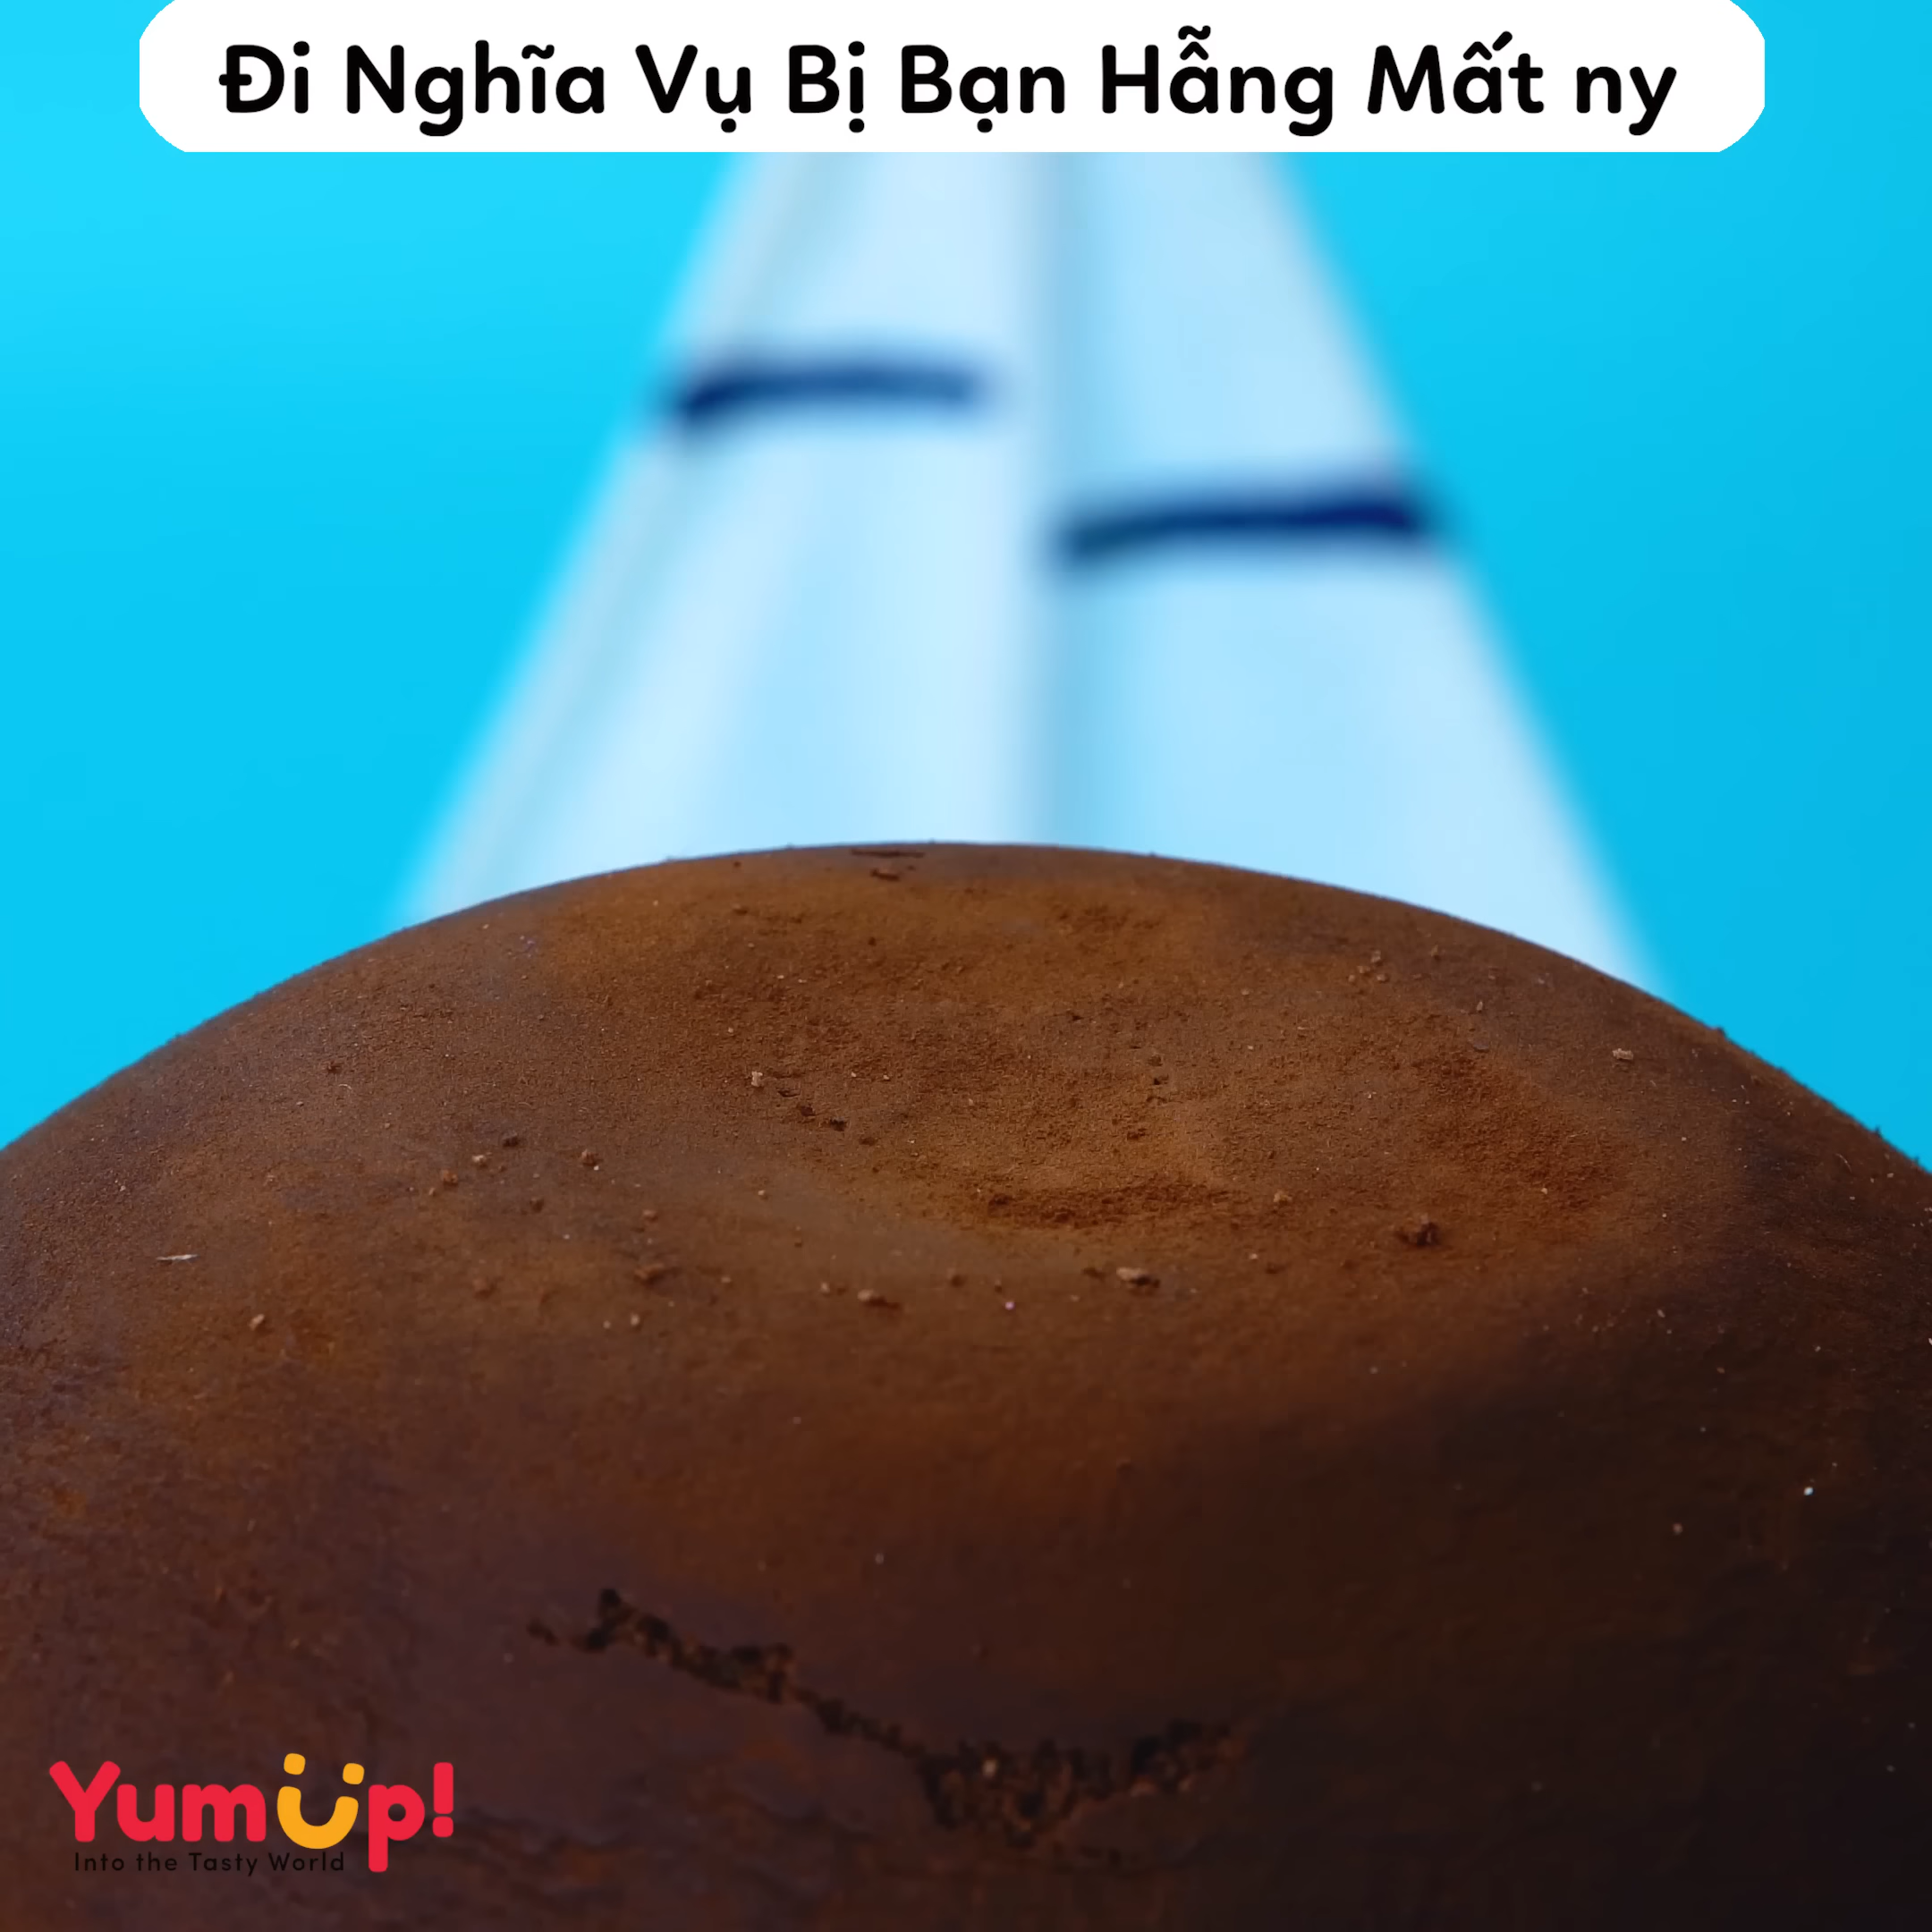 Đi Nghĩa Vụ Bị Bạn Hẫng Mất ny
YumUp!
Into the Tasty World